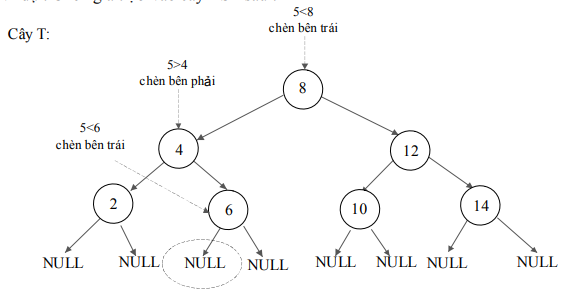 5<8
Cây T:
chèn bên trái
5>4
chèn bên phải
8
5<6
chèn bên trái
4
12
2
6
10
14
NULL
NULL
NULL
NULL
NULL
NULL
NULL
NULL